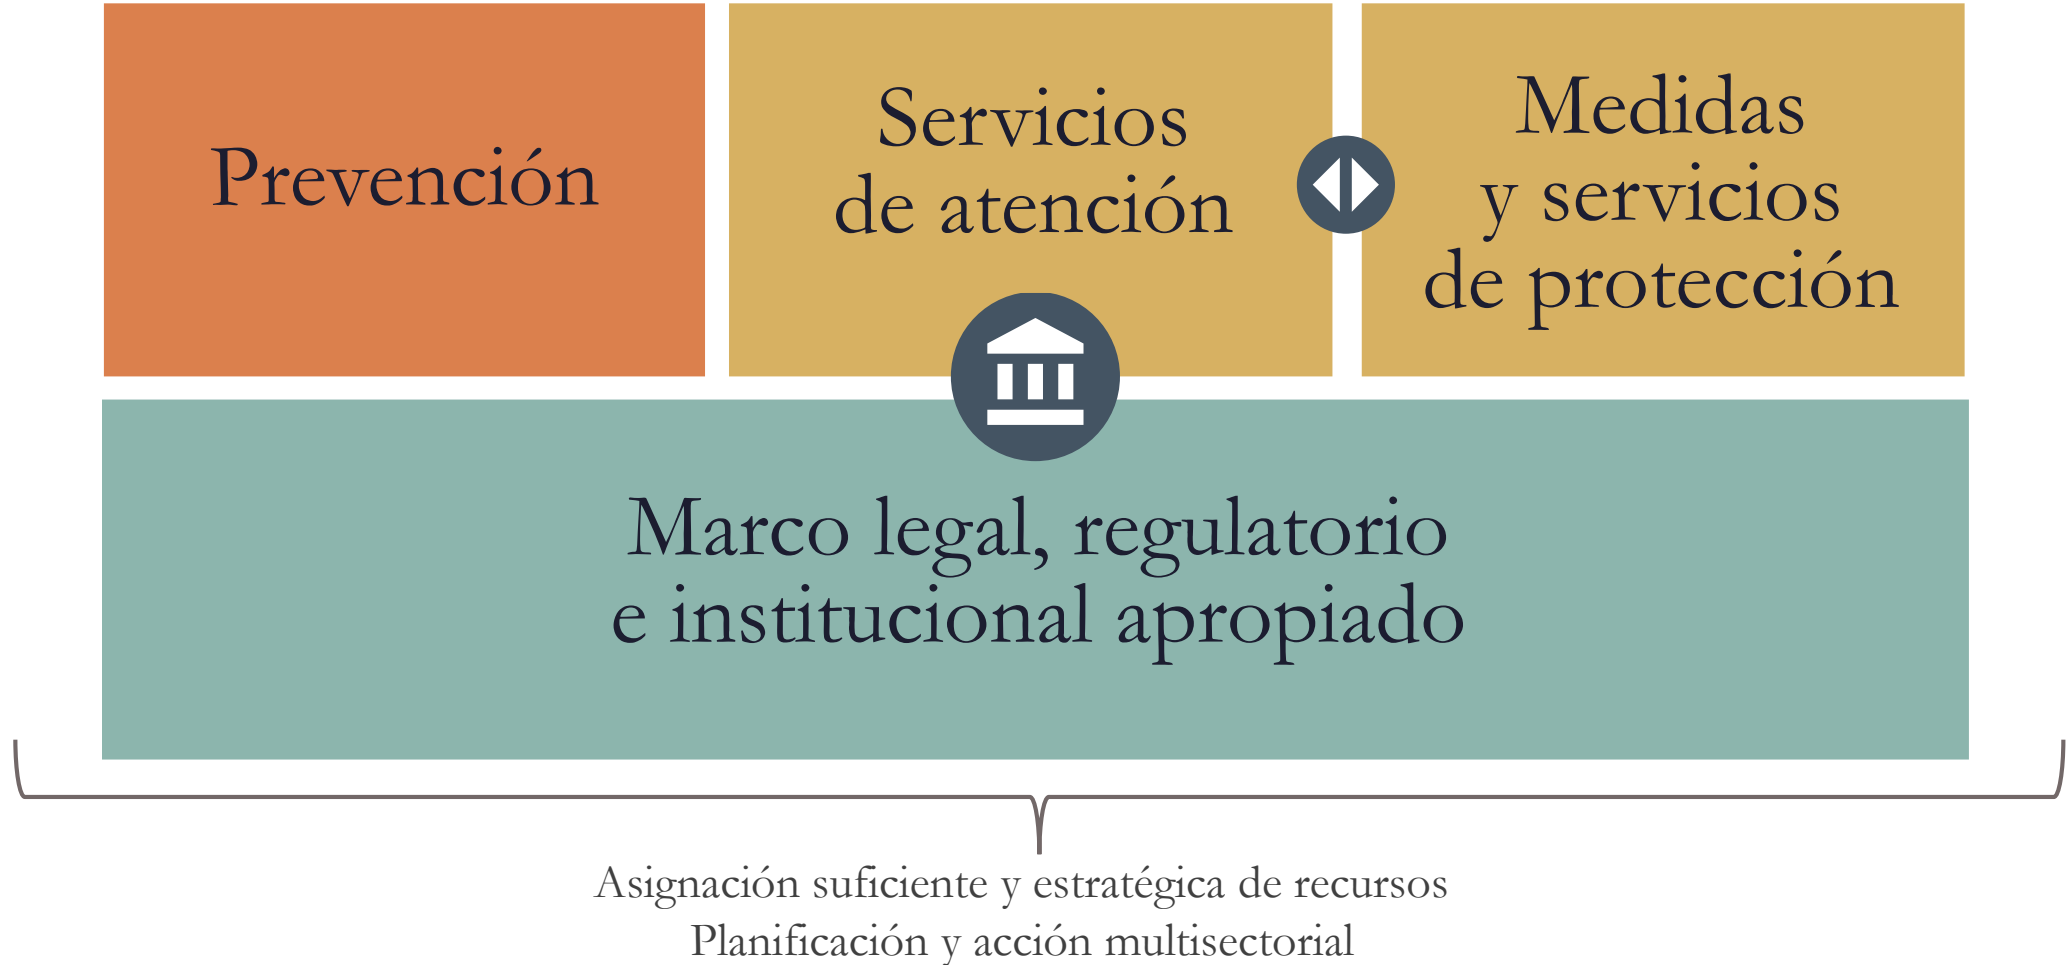 Prevención
Servicios
de atención
Medidas
y servicios
de protección
Marco legal, regulatorio
e institucional apropiado
Asignación suficiente y estratégica de recursos
Planificación y acción multisectorial